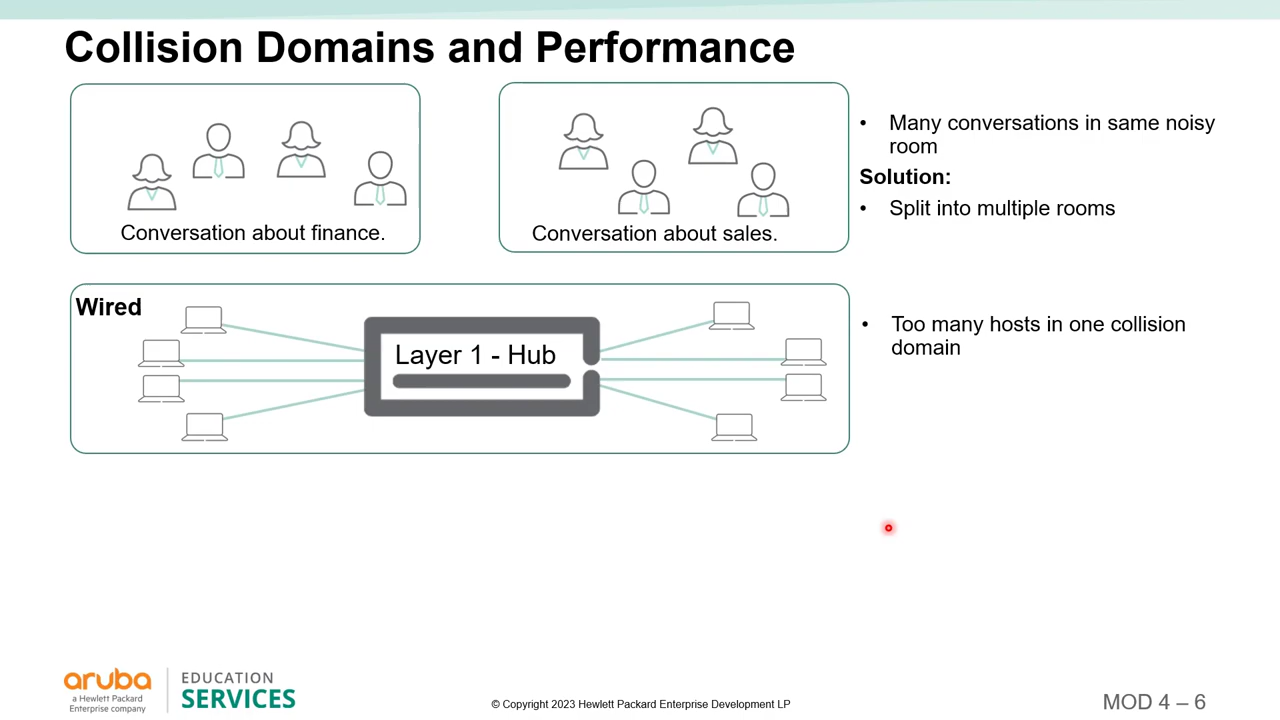 Collision Domains and Performance
Conversation about finance.
Conversation about sales.
• Many conversations in same noisy
room
Solution:
• Split into multiple rooms
Wired
Layer 1 - Hub
• Too many hosts in one collision
domain
aruba
a Hewlett Packard
Enterprise company
EDUCATION
SERVICES
© Copyright 2023 Hewlett Packard Enterprise Development LP
MOD 4 – 6